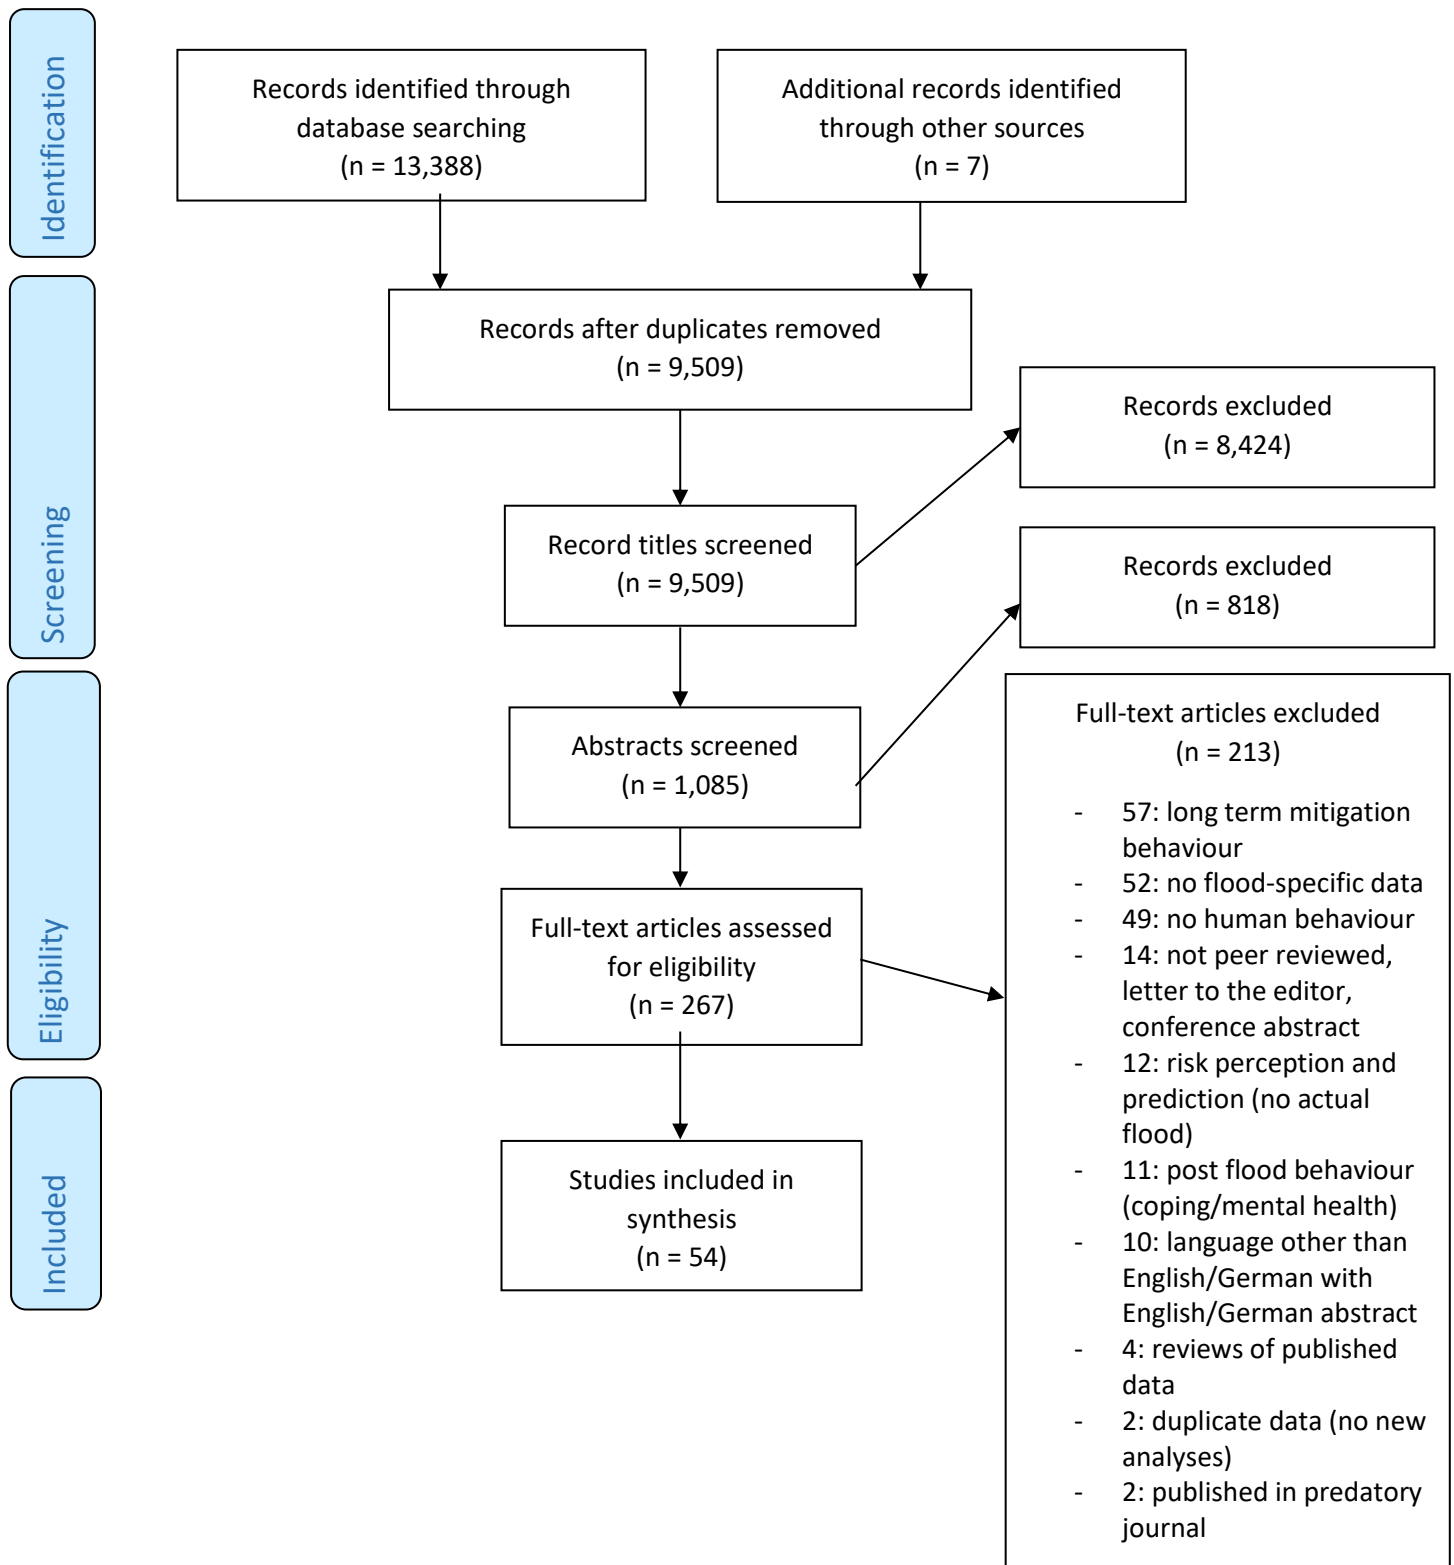 Identification
Records identified through
database searching
(n = 13,388)
Additional records identified
through other sources
(n = 7)
Screening
Records after duplicates removed
(n = 9,509)
Records excluded
(n = 8,424)
Record titles screened
(n = 9,509)
Records excluded
(n = 818)
Abstracts screened
(n = 1,085)
Eligibility
Full-text articles assessed
for eligibility
(n = 267)
Full-text articles excluded
(n = 213)
- 57: long term mitigation
behaviour
- 52: no flood-specific data
- 49: no human behaviour
- 14: not peer reviewed,
letter to the editor,
conference abstract
- 12: risk perception and
prediction (no actual
flood)
- 11: post flood behaviour
(coping/mental health)
- 10: language other than
English/German with
English/German abstract
- 4: reviews of published
data
- 2: duplicate data (no new
analyses)
- 2: published in predatory
journal
Included
Studies included in
synthesis
(n = 54)